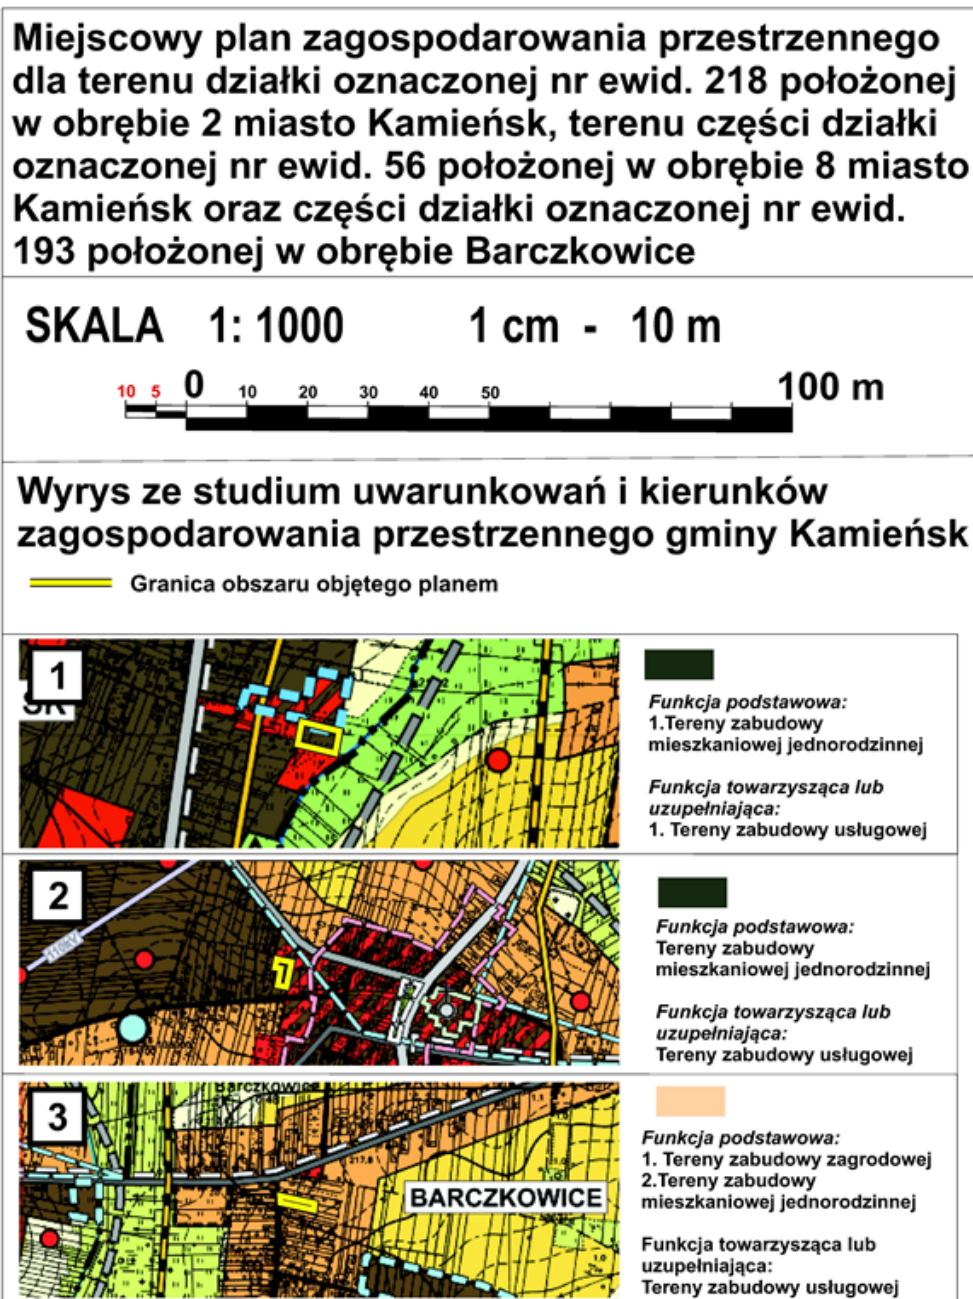 Miejscowy plan zagospodarowania przestrzennego
dla terenu działki oznaczonej nr ewid. 218 położonej
w obrębie 2 miasto Kamieńsk, terenu części działki
oznaczonej nr ewid. 56 położonej w obrębie 8 miasto
Kamieńsk oraz części działki oznaczonej nr ewid.
193 położonej w obrębie Barczkowice
SKALA 1: 1000 1 cm - 10 m
10 5 0 10 20 30 40 50 100 m
Wyrys ze studium uwarunkowań i kierunków
zagospodarowania przestrzennego gminy Kamieńsk
Granica obszaru objętego planem
1
Funkcja podstawowa:
1.Tereny zabudowy
mieszkaniowej jednorodzinnej
Funkcja towarzysząca lub
uzupełniająca:
1. Tereny zabudowy usługowej
2
110kV
Funkcja podstawowa:
Tereny zabudowy
mieszkaniowej jednorodzinnej
Funkcja towarzysząca lub
uzupełniająca:
Tereny zabudowy usługowej
3
Barczkowice
BARCZKOWICE
Funkcja podstawowa:
1. Tereny zabudowy zagrodowej
2.Tereny zabudowy
mieszkaniowej jednorodzinnej
Funkcja towarzysząca lub
uzupełniająca:
Tereny zabudowy usługowej